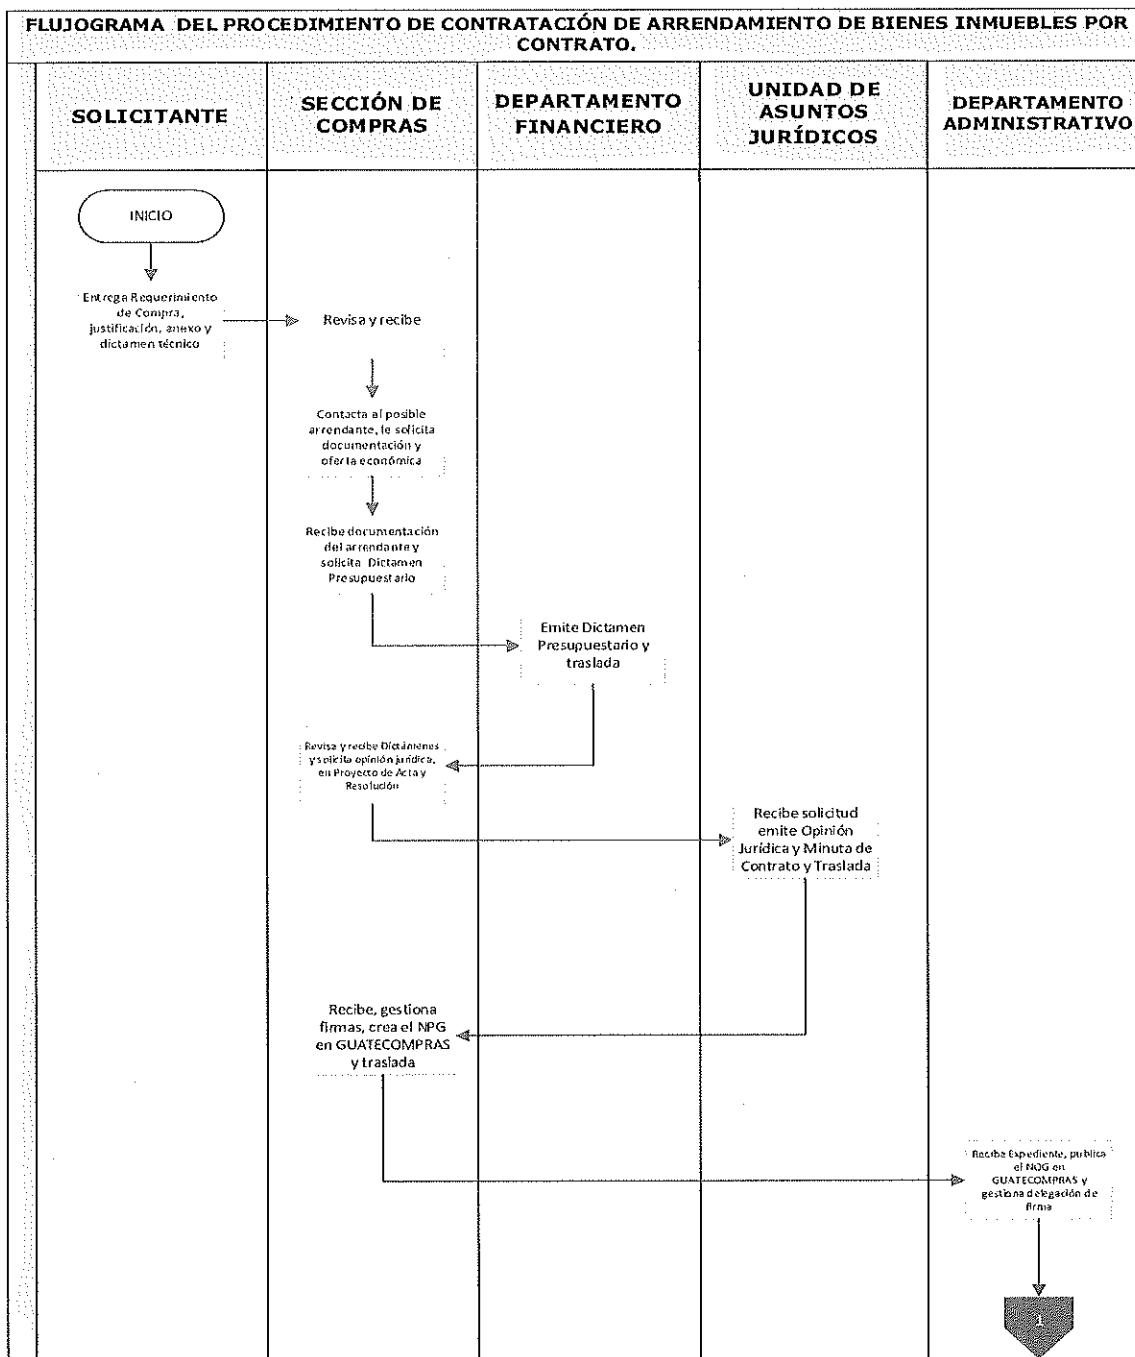 FLUJOGRAMA DEL PROCEDIMIENTO DE CONTRATACIÓN DE ARRENDAMIENTO DE BIENES INMUEBLES POR
CONTRATO.
SOLICITANTE
SECCIÓN DE
COMPRAS
DEPARTAMENTO
FINANCIERO
UNIDAD DE
ASUNTOS
JURÍDICOS
DEPARTAMENTO
ADMINISTRATIVO
INICIO
Entrega Requerimiento
de Compra,
justificación, anexo y
dictamen técnico
Revisa y recibe
Contacta al posible
arrendante, le solicita
documentación y
oferta económica
Recibe documentación
del arrendante y
solicita Dictamen
Presupuestario
Emite Dictamen
Presupuestario y
traslada
Revisa y recibe Dictámenes
y solicita opinión jurídica,
en Proyecto de Acta y
Resolución
Recibe solicitud
emite Opinión
Jurídica y Minuta de
Contrato y Traslada
Recibe, gestiona
firmas, crea el NPG
en GUATECOMPRAS
y traslada
Recibe Expediente, publica
el NOG en
GUATECOMPRAS y
gestiona delegación de
firma
1